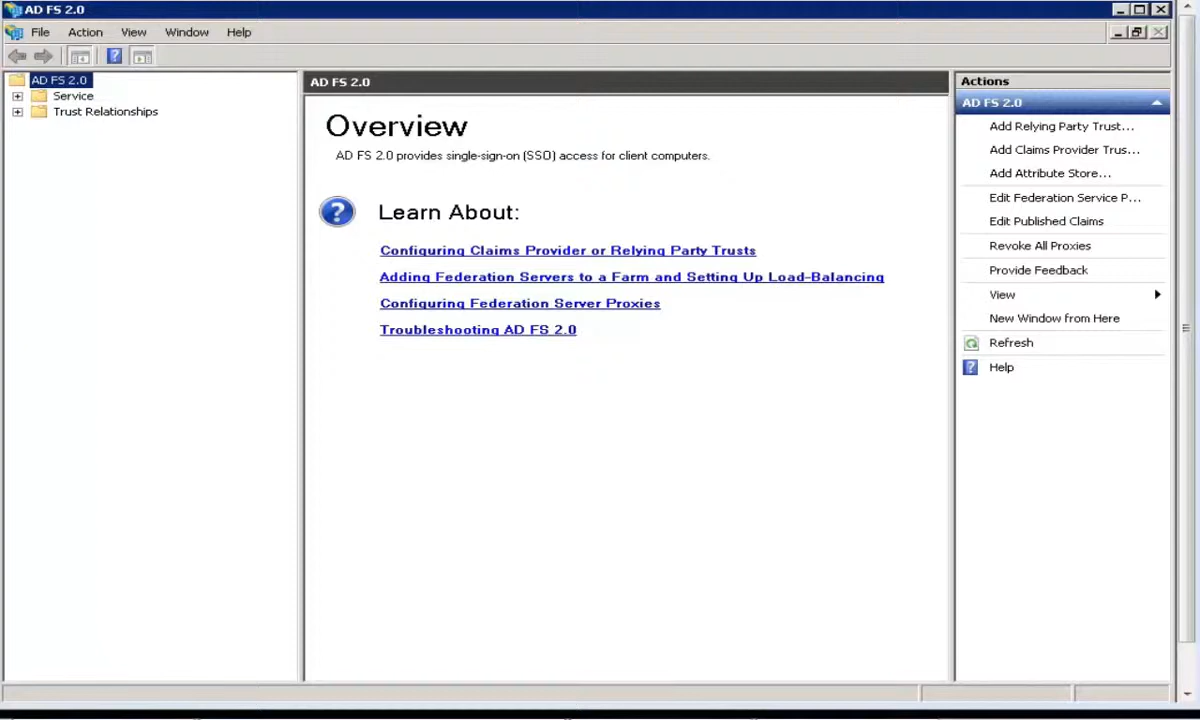 AD FS 2.0
File Action View Window Help
AD FS 2.0
Service
Trust Relationships
AD FS 2.0
Overview
AD FS 2.0 provides single-sign-on (SSO) access for client computers.
Learn About:
Configuring Claims Provider or Relying Party Trusts
Adding Federation Servers to a Farm and Setting Up Load-Balancing
Configuring Federation Server Proxies
Troubleshooting AD FS 2.0
Actions
AD FS 2.0
Add Relying Party Trust...
Add Claims Provider Trus...
Add Attribute Store...
Edit Federation Service P...
Edit Published Claims
Revoke All Proxies
Provide Feedback
View
New Window from Here
Refresh
Help